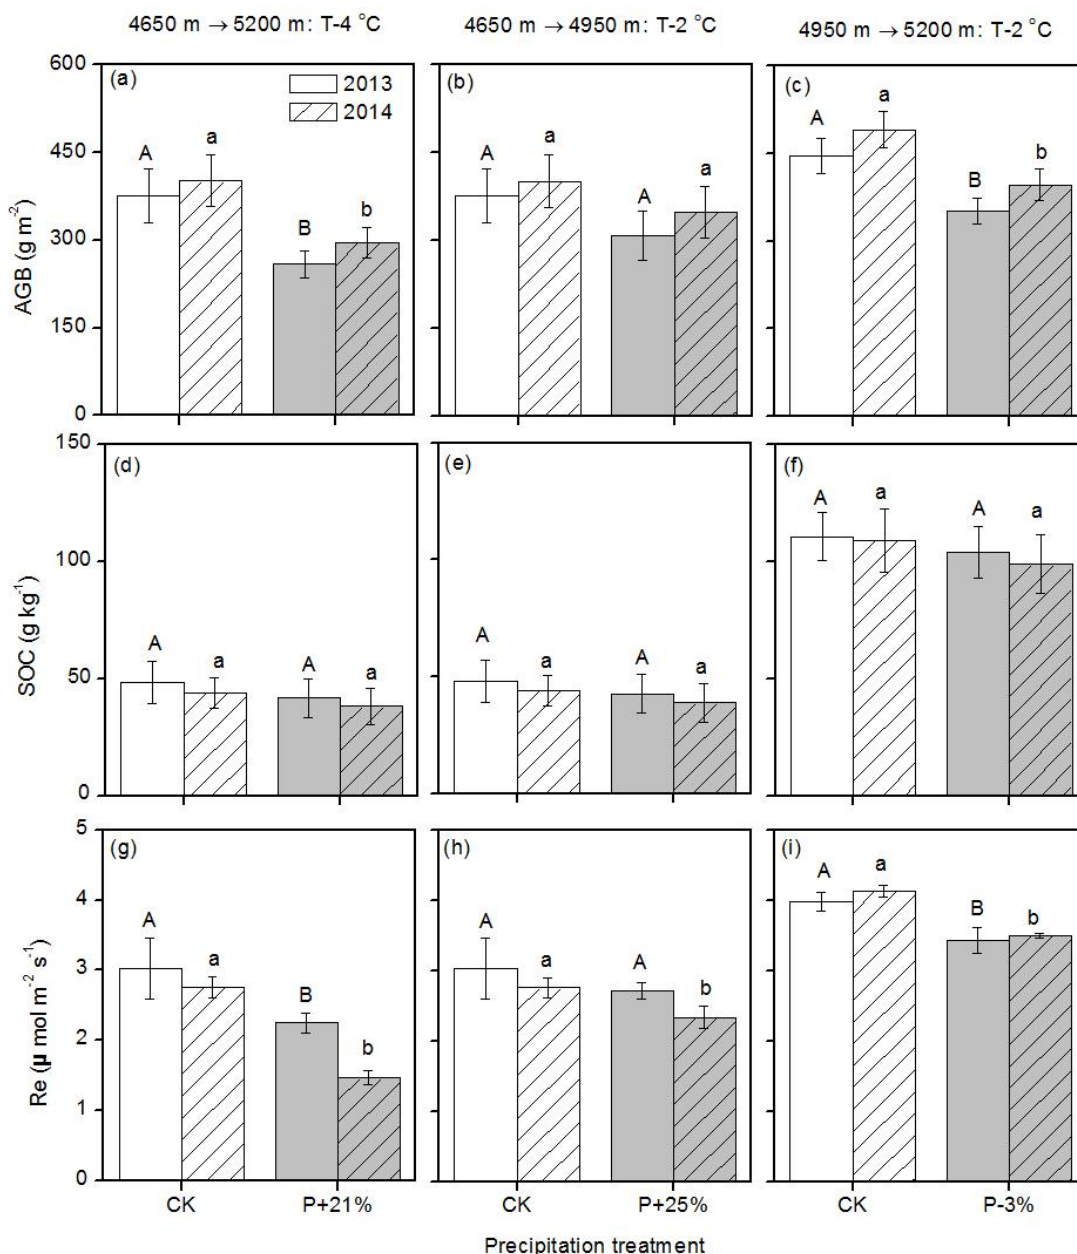 4650 m → 5200 m: T-4 °C
4650 m → 4950 m: T-2 °C
4950 m → 5200 m: T-2 °C
AGB (g m⁻²)
600
450
300
150
0
(a)
2013
2014
A
a
B
b
(b)
A
a
A
a
(c)
A
a
B
b
SOC (g kg⁻¹)
150
100
50
0
(d)
A
a
A
a
(e)
A
a
A
a
(f)
A
a
A
a
Re (μ mol m⁻² s⁻¹)
5
4
3
2
1
0
(g)
A
a
B
b
(h)
A
a
A
b
(i)
A
a
B
b
CK
P+21%
CK
P+25%
CK
P-3%
Precipitation treatment